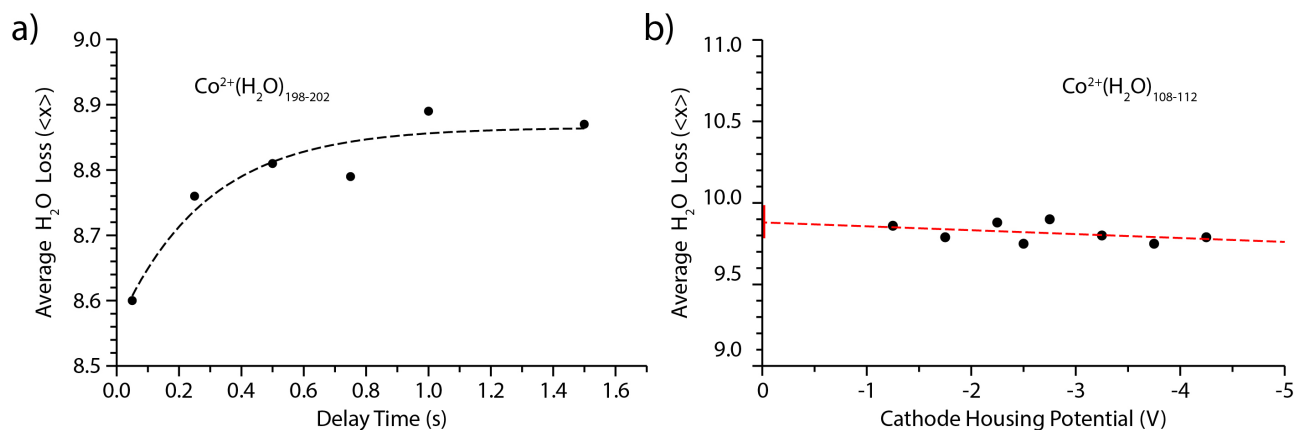 a)
Average H₂O Loss (<x>)
9.0
8.9
8.8
8.7
8.6
8.5
Co²⁺(H₂O)₁₉₈₋₂₀₂
0.0 0.2 0.4 0.6 0.8 1.0 1.2 1.4 1.6
Delay Time (s)
b)
Average H₂O Loss (<x>)
11.0
10.5
10.0
9.5
9.0
Co²⁺(H₂O)₁₀₈₋₁₁₂
0 -1 -2 -3 -4 -5
Cathode Housing Potential (V)